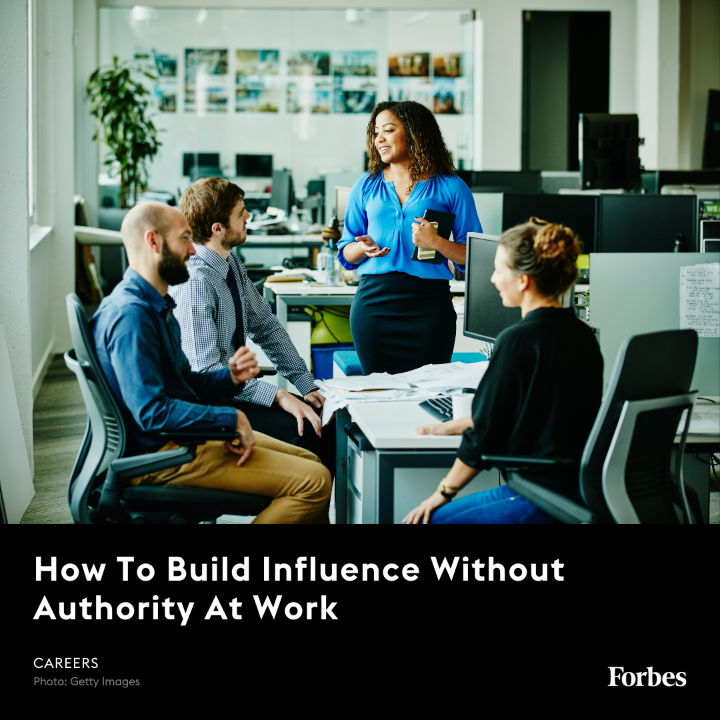 How To Build Influence Without
Authority At Work
CAREERS
Photo: Getty Images
Forbes